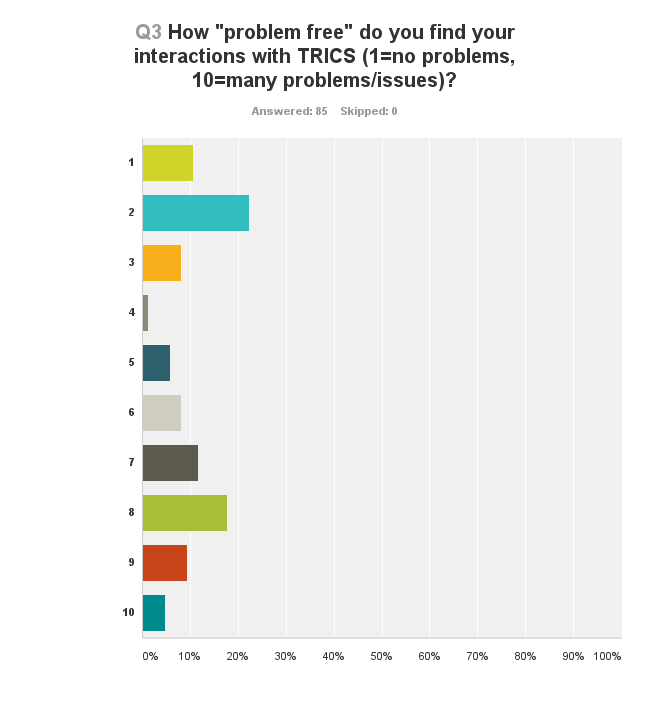 Q3 How "problem free" do you find your
interactions with TRICS (1=no problems,
10=many problems/issues)?
Answered: 85 Skipped: 0
1
2
3
4
5
6
7
8
9
10
0% 10% 20% 30% 40% 50% 60% 70% 80% 90% 100%